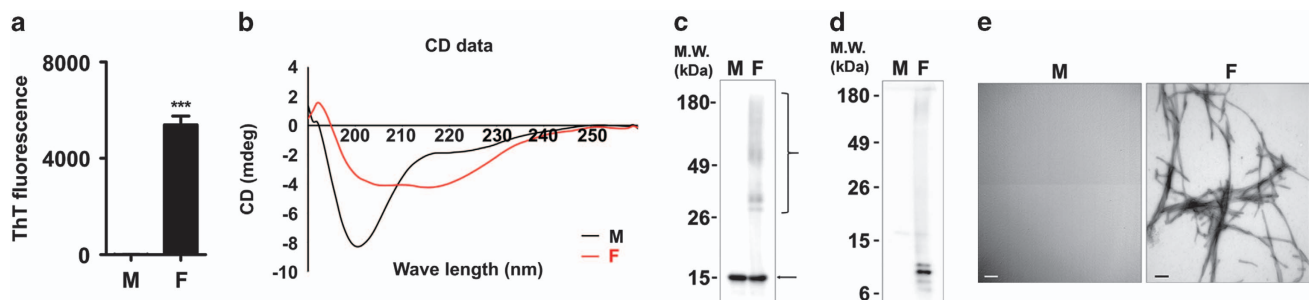 a
8000
4000
0
ThT fluorescence
***
M F
b
CD data
4
2
0
-2
-4
-6
-8
-10
CD (mdeg)
200 210 220 230 240 250
M
F
Wave length (nm)
c
M.W.
(kDa)
M F
180-
49-
26-
15-
d
M.W.
(kDa)
M F
180-
49-
26-
15-
6-
e
M F